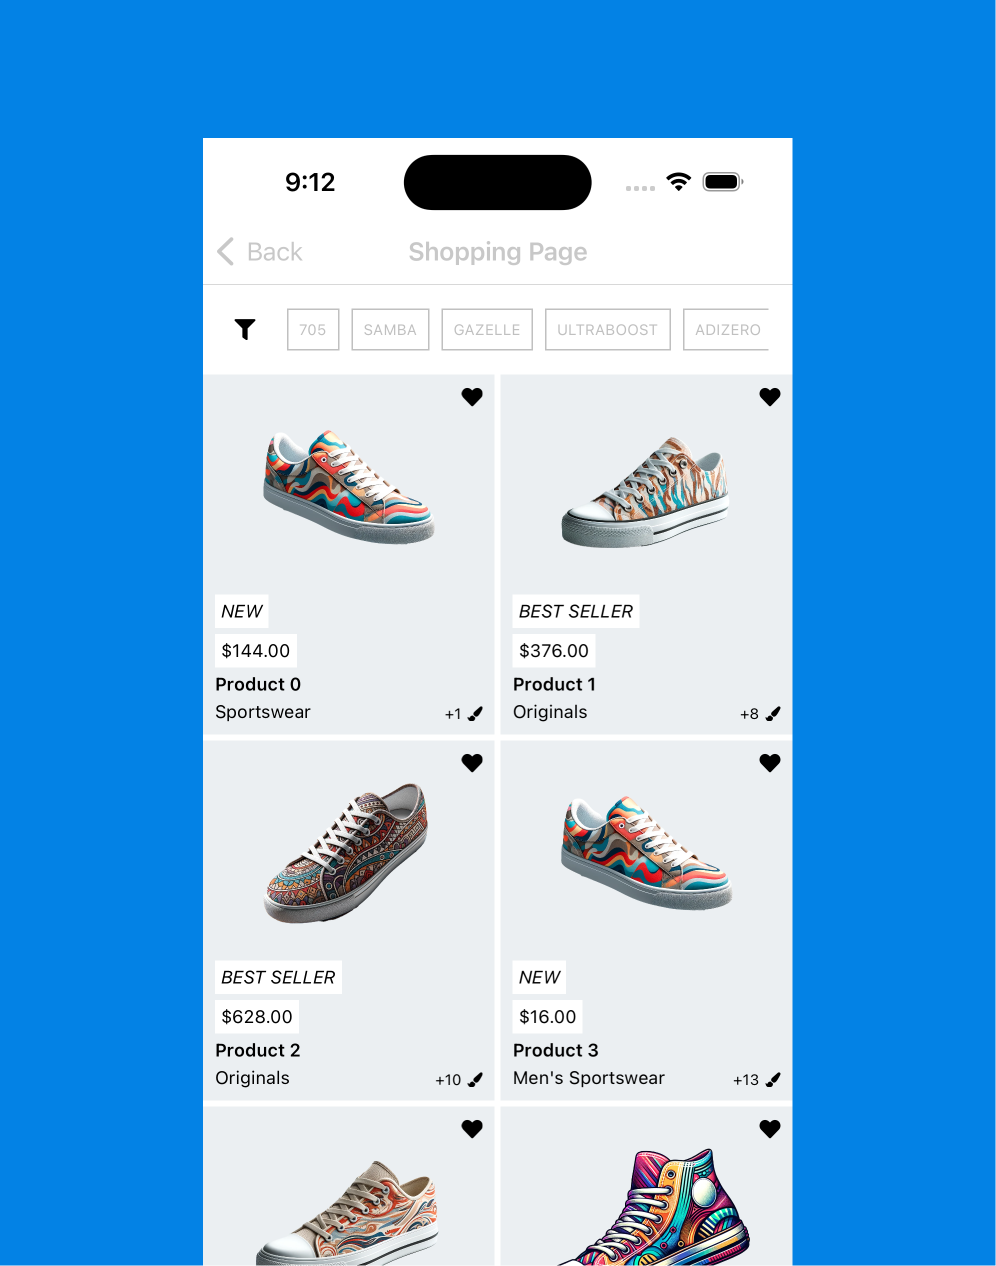 9:12
Back
Shopping Page
705
SAMBA
GAZELLE
ULTRABOOST
ADIZERO
NEW
$144.00
Product 0
Sportswear
+1
BEST SELLER
$376.00
Product 1
Originals
+8
BEST SELLER
$628.00
Product 2
Originals
+10
NEW
$16.00
Product 3
Men's Sportswear
+13